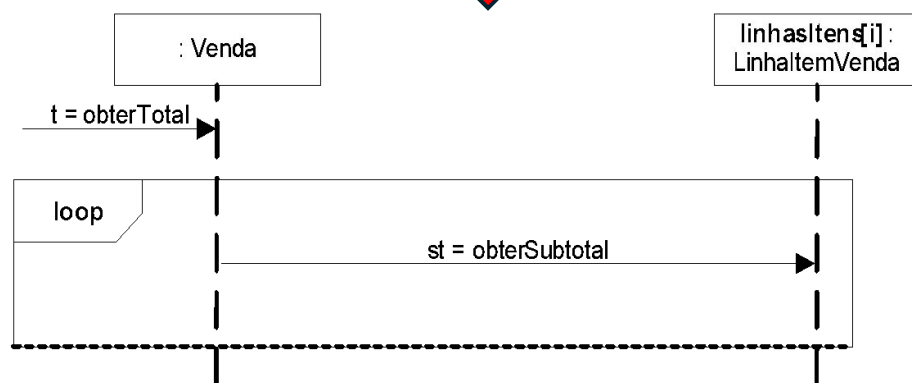 : Venda
linhasItens[i] :
LinhaItemVenda
t = obterTotal
loop
st = obterSubtotal